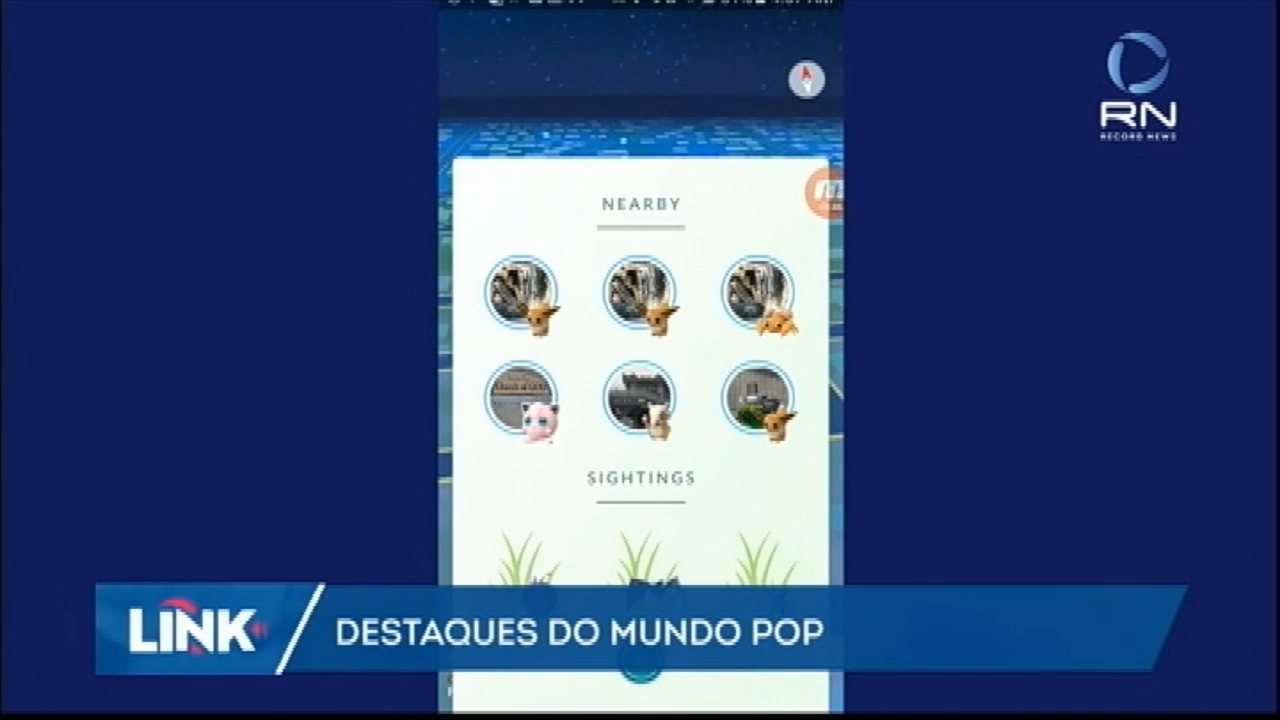 RN
RECORD NEWS
NEARBY
SIGHTINGS
LINK
DESTAQUES DO MUNDO POP